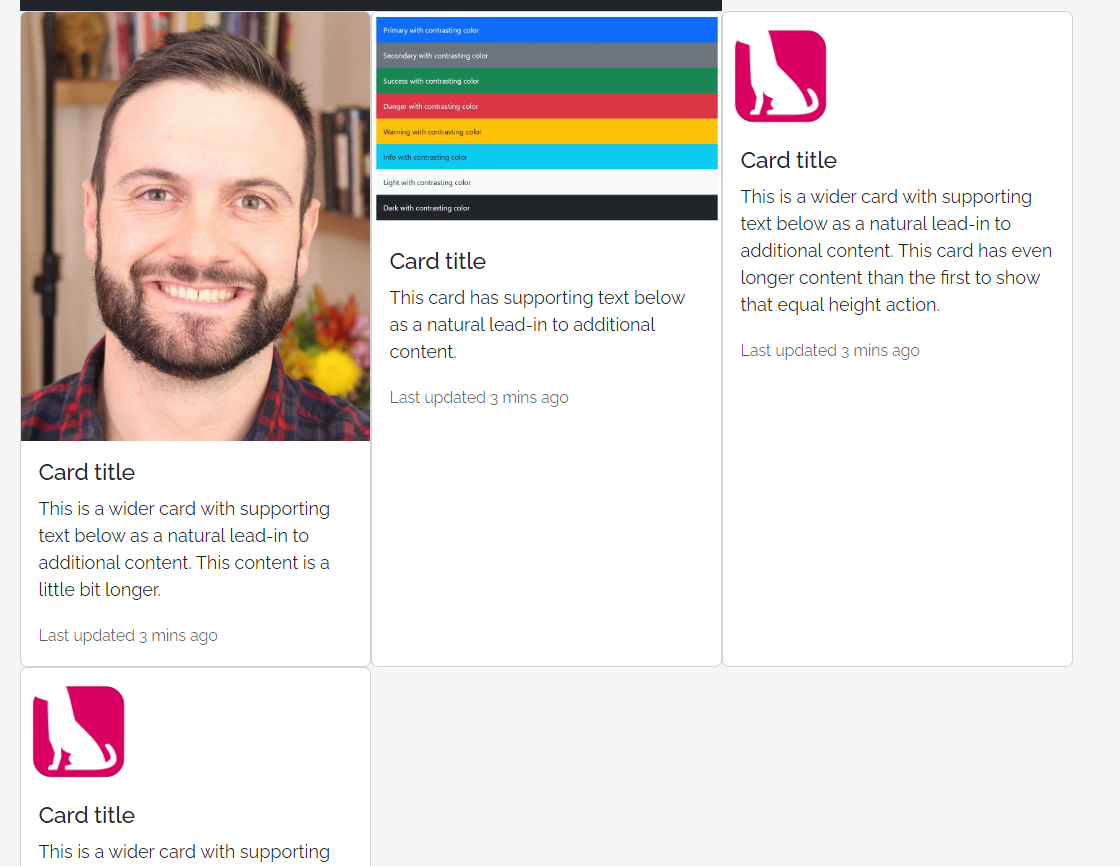 Primary with contrasting color
Secondary with contrasting color
Success with contrasting color
Danger with contrasting color
Warning with contrasting color
Info with contrasting color
Light with contrasting color
Dark with contrasting color
Card title
This is a wider card with supporting
text below as a natural lead-in to
additional content. This content is a
little bit longer.
Last updated 3 mins ago
Card title
This card has supporting text below
as a natural lead-in to additional
content.
Last updated 3 mins ago
Card title
This is a wider card with supporting
text below as a natural lead-in to
additional content. This card has even
longer content than the first to show
that equal height action.
Last updated 3 mins ago
Card title
This is a wider card with supporting